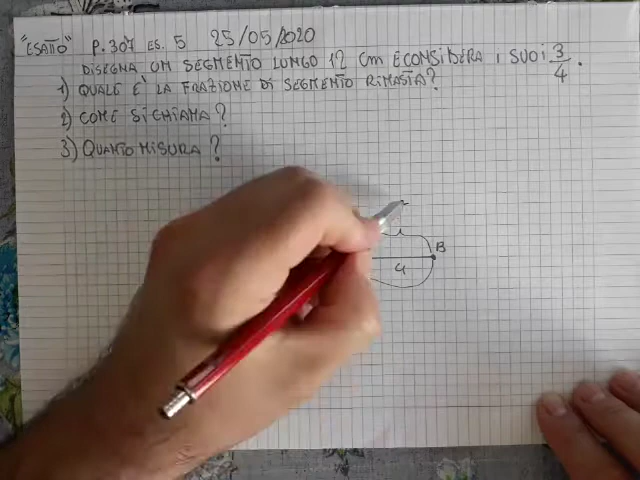 "ESATTO" P. 307 ES. 5 25/05/2020
DISEGNA UN SEGMENTO LUNGO 12 cm E CONSIDERA I SUOI 3/4.
1) QUALE È LA FRAZIONE DI SEGMENTO RIMASTA?
2) COME SI CHIAMA?
3) QUANTO MISURA?
B